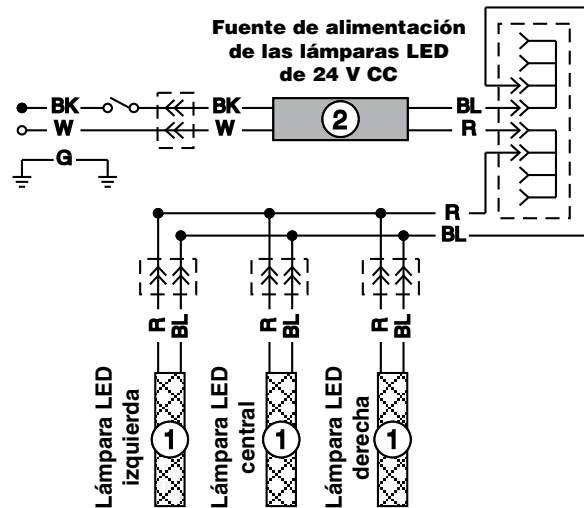 Fuente de alimentación
de las lámparas LED
de 24 V CC
BK
BK
2
BL
W
W
R
G
R
BL
R
BL
R
BL
R
BL
Lámpara LED
izquierda
1
Lámpara LED
central
1
Lámpara LED
derecha
1